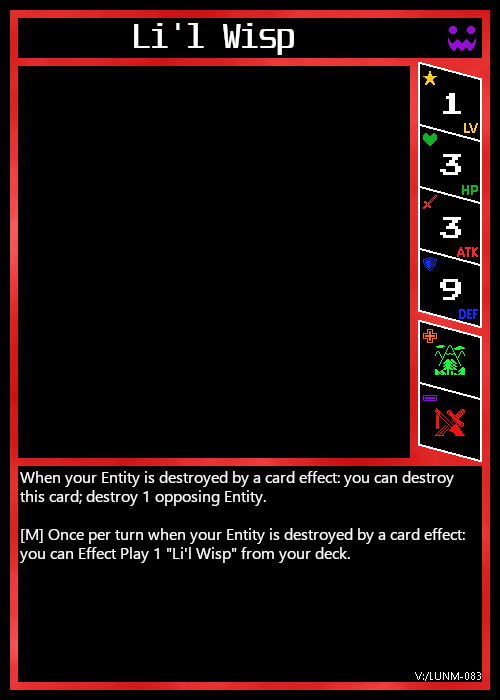 Li'l Wisp
1
LV
3
HP
3
ATK
9
DEF
When your Entity is destroyed by a card effect: you can destroy
this card; destroy 1 opposing Entity.
[M] Once per turn when your Entity is destroyed by a card effect:
you can Effect Play 1 "Li'l Wisp" from your deck.
V:/LUNM-083